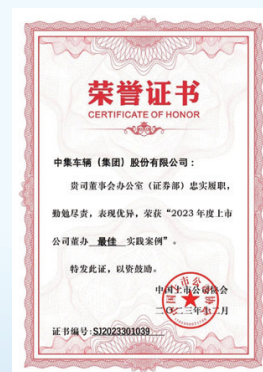 荣誉证书
CERTIFICATE OF HONOR
中集车辆（集团）股份有限公司：
贵司董事会办公室（证券部）忠实履职，
勤勉尽责，表现优异，荣获“2023 年度上市
公司董办 最佳 实践案例”。
特发此证，以资鼓励。
中国上市公司协会
二〇二三年十二月
证书编号:SJ2023301039